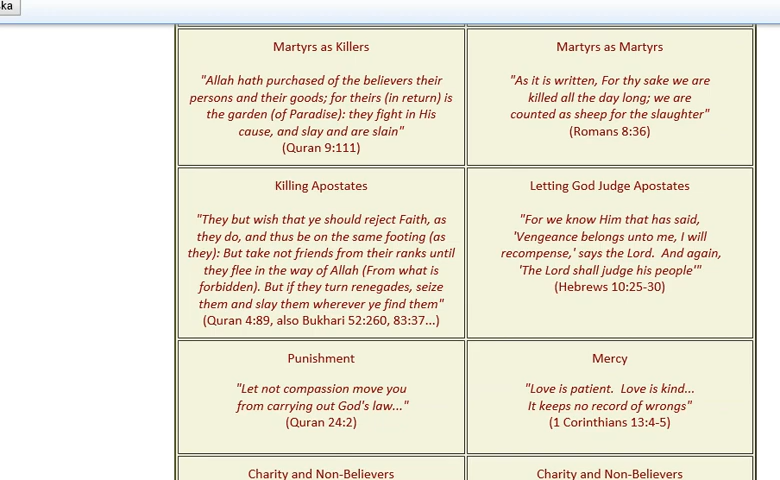 ska
Martyrs as Killers
"Allah hath purchased of the believers their
persons and their goods; for theirs (in return) is
the garden (of Paradise): they fight in His
cause, and slay and are slain"
(Quran 9:111)
Martyrs as Martyrs
"As it is written, For thy sake we are
killed all the day long; we are
counted as sheep for the slaughter"
(Romans 8:36)
Killing Apostates
"They but wish that ye should reject Faith, as
they do, and thus be on the same footing (as
they): But take not friends from their ranks until
they flee in the way of Allah (From what is
forbidden). But if they turn renegades, seize
them and slay them wherever ye find them"
(Quran 4:89, also Bukhari 52:260, 83:37...)
Letting God Judge Apostates
"For we know Him that has said,
'Vengeance belongs unto me, I will
recompense,' says the Lord.  And again,
'The Lord shall judge his people'"
(Hebrews 10:25-30)
Punishment
"Let not compassion move you
from carrying out God's law..."
(Quran 24:2)
Mercy
"Love is patient.  Love is kind...
It keeps no record of wrongs"
(1 Corinthians 13:4-5)
Charity and Non-Believers
Charity and Non-Believers